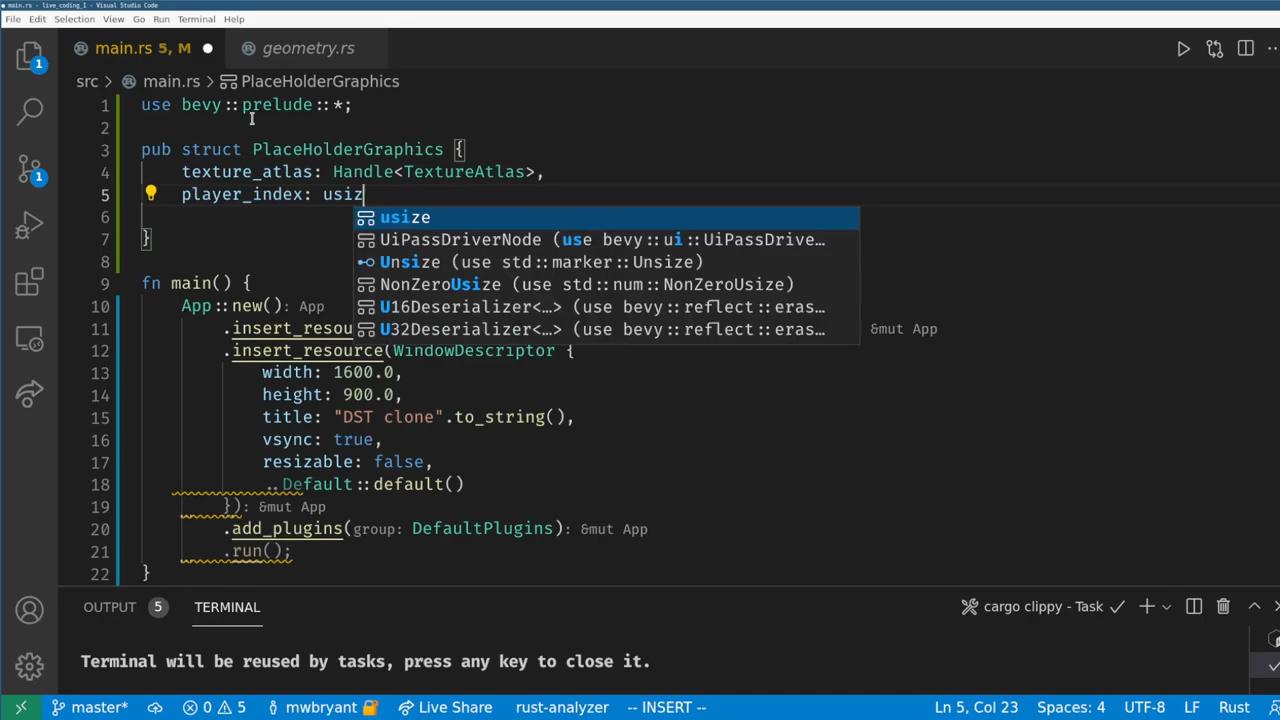 main.rs - live_coding_1 - Visual Studio Code
File Edit Selection View Go Run Terminal Help
main.rs 5, M geometry.rs
src > main.rs > PlaceHolderGraphics
1 use bevy::prelude::*;
2
3 pub struct PlaceHolderGraphics {
4 texture_atlas: Handle<TextureAtlas>,
5 player_index: usiz
6 usize
7 } UiPassDriverNode (use bevy::ui::UiPassDrive…
8 Unsize (use std::marker::Unsize)
9 fn main() { NonZeroUsize (use std::num::NonZeroUsize)
10 App::new(): App U16Deserializer<…> (use bevy::reflect::eras…
11 .insert_resou U32Deserializer<…> (use bevy::reflect::eras… &mut App
12 .insert_resource(WindowDescriptor {
13 width: 1600.0,
14 height: 900.0,
15 title: "DST clone".to_string(),
16 vsync: true,
17 resizable: false,
18 ..Default::default()
19 }): &mut App
20 .add_plugins(group: DefaultPlugins): &mut App
21 .run();
22 }
OUTPUT 5 TERMINAL cargo clippy - Task
Terminal will be reused by tasks, press any key to close it.
master* 0 5 mwbryant Live Share rust-analyzer -- INSERT -- Ln 5, Col 23 Spaces: 4 UTF-8 LF Rust